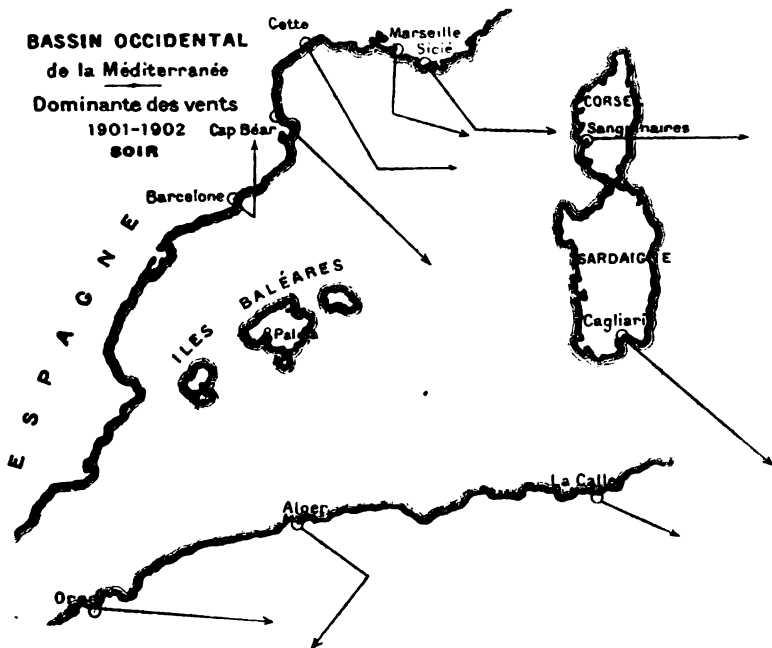 BASSIN OCCIDENTAL
de la Méditerranée
Dominante des vents
1901-1902
SOIR
Cette
Marseille
Sicié
Cap Béar
Barcelone
CORSE
Sanguinaires
ESPAGNE
ILES BALÉARES
SARDAIGNE
Cagliari
La Calle
Alger
Oran